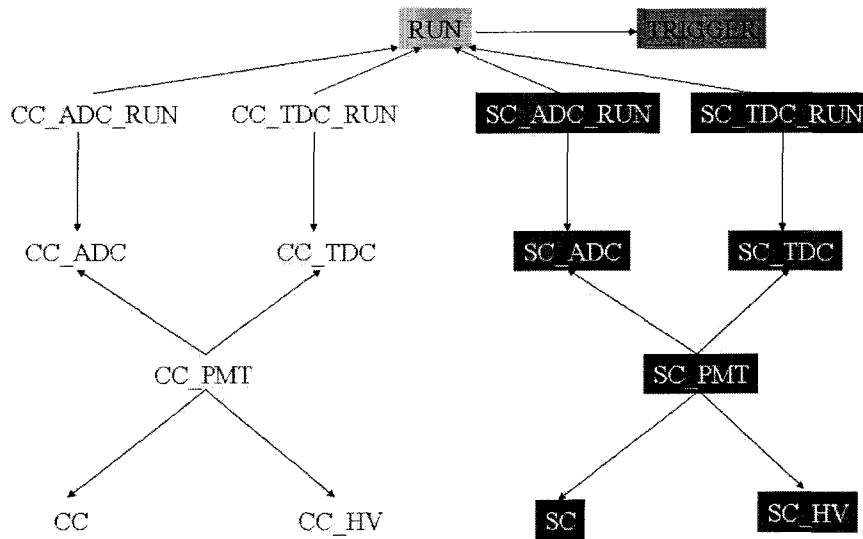 RUN TRIGGER
CC_ADC_RUN CC_TDC_RUN SC_ADC_RUN SC_TDC_RUN
CC_ADC CC_TDC SC_ADC SC_TDC
CC_PMT SC_PMT
CC CC_HV SC SC_HV